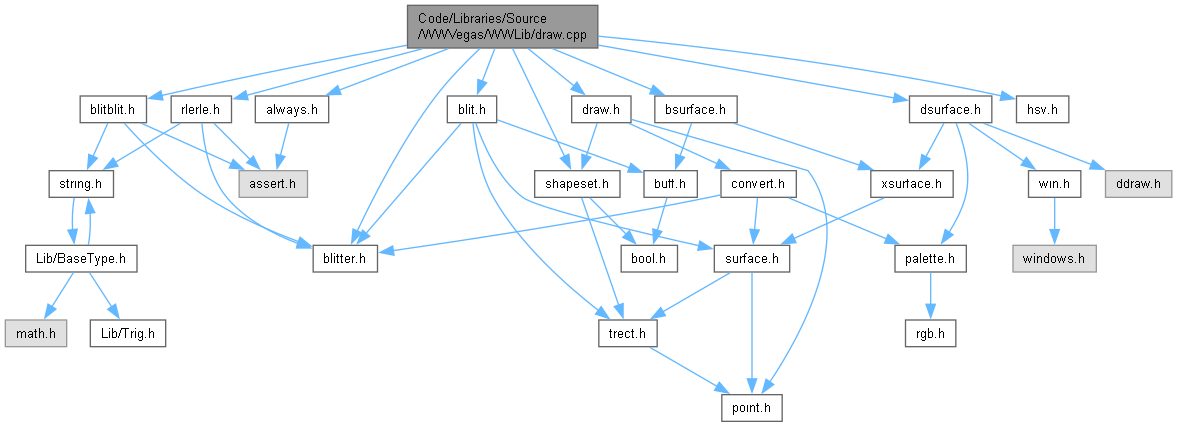 Code/Libraries/Source
/WWVegas/WWLib/draw.cpp
blitblit.h
rlerle.h
always.h
blit.h
draw.h
bsurface.h
dsurface.h
hsv.h
string.h
assert.h
shapeset.h
buff.h
convert.h
xsurface.h
win.h
ddraw.h
Lib/BaseType.h
blitter.h
bool.h
surface.h
palette.h
windows.h
math.h
Lib/Trig.h
trect.h
rgb.h
point.h